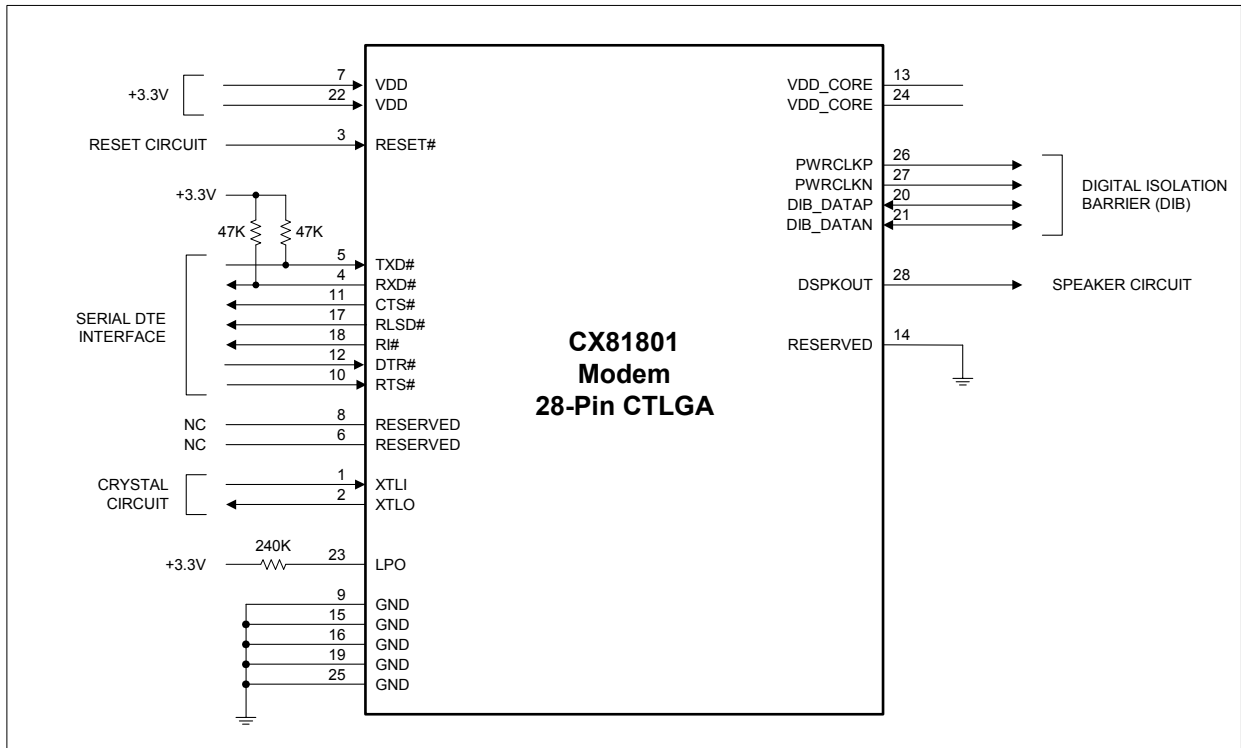 +3.3V
7
VDD
22
VDD
RESET CIRCUIT
3
RESET#
+3.3V
47K
47K
SERIAL DTE
INTERFACE
5
TXD#
4
RXD#
11
CTS#
17
RLSD#
18
RI#
12
DTR#
10
RTS#
NC
8
RESERVED
NC
6
RESERVED
CRYSTAL
CIRCUIT
1
XTLI
2
XTLO
+3.3V
240K
23
LPO
9
GND
15
GND
16
GND
19
GND
25
GND
CX81801
Modem
28-Pin CTLGA
VDD_CORE
13
VDD_CORE
24
PWRCLKP
26
PWRCLKN
27
DIB_DATAP
20
DIB_DATAN
21
DIGITAL ISOLATION
BARRIER (DIB)
DSPKOUT
28
SPEAKER CIRCUIT
RESERVED
14